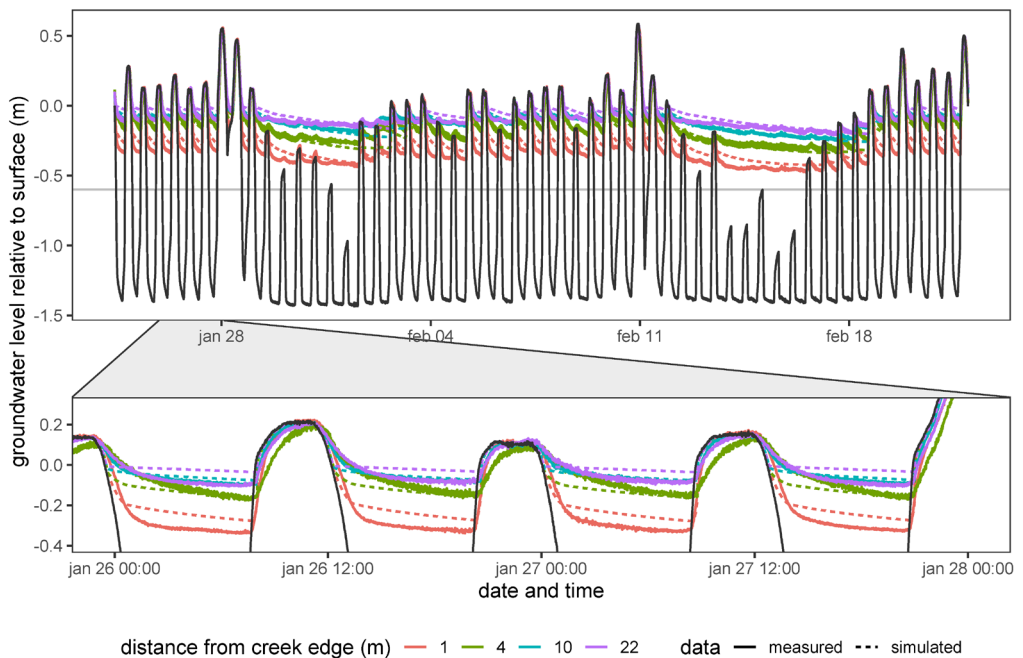 groundwater level relative to surface (m)
0.5
0.0
-0.5
-1.0
-1.5
jan 28
feb 04
feb 11
feb 18
0.2
0.0
-0.2
-0.4
jan 26 00:00
jan 26 12:00
jan 27 00:00
jan 27 12:00
jan 28 00:00
date and time
distance from creek edge (m) 1 4 10 22 data measured simulated